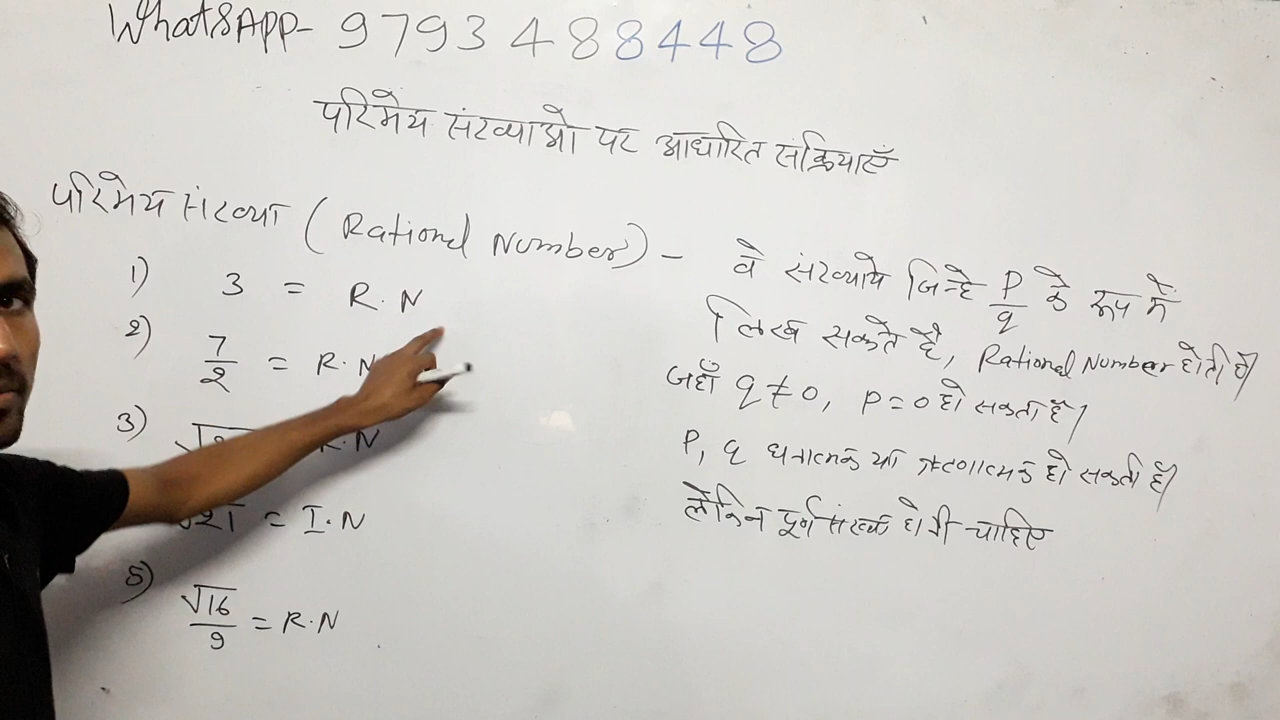 WhatsApp- 9793488448
परिमेय संख्याओ पर आधारित संक्रियाएँ
परिमेय संख्या ( Rational Number ) -
1) 3 = R.N
2) 7/2 = R.N
3) √ R.N
√21 = I.N
5) √16/9 = R.N
वे संख्याये जिन्हे P/q के रूप में
लिख सकते है, Rational Number होती है।
जहाँ q ≠ 0, P = 0 हो सकता है।
P, q धनात्मक या ऋणात्मक हो सकती है।
लेकिन पूर्ण संख्या होनी चाहिए